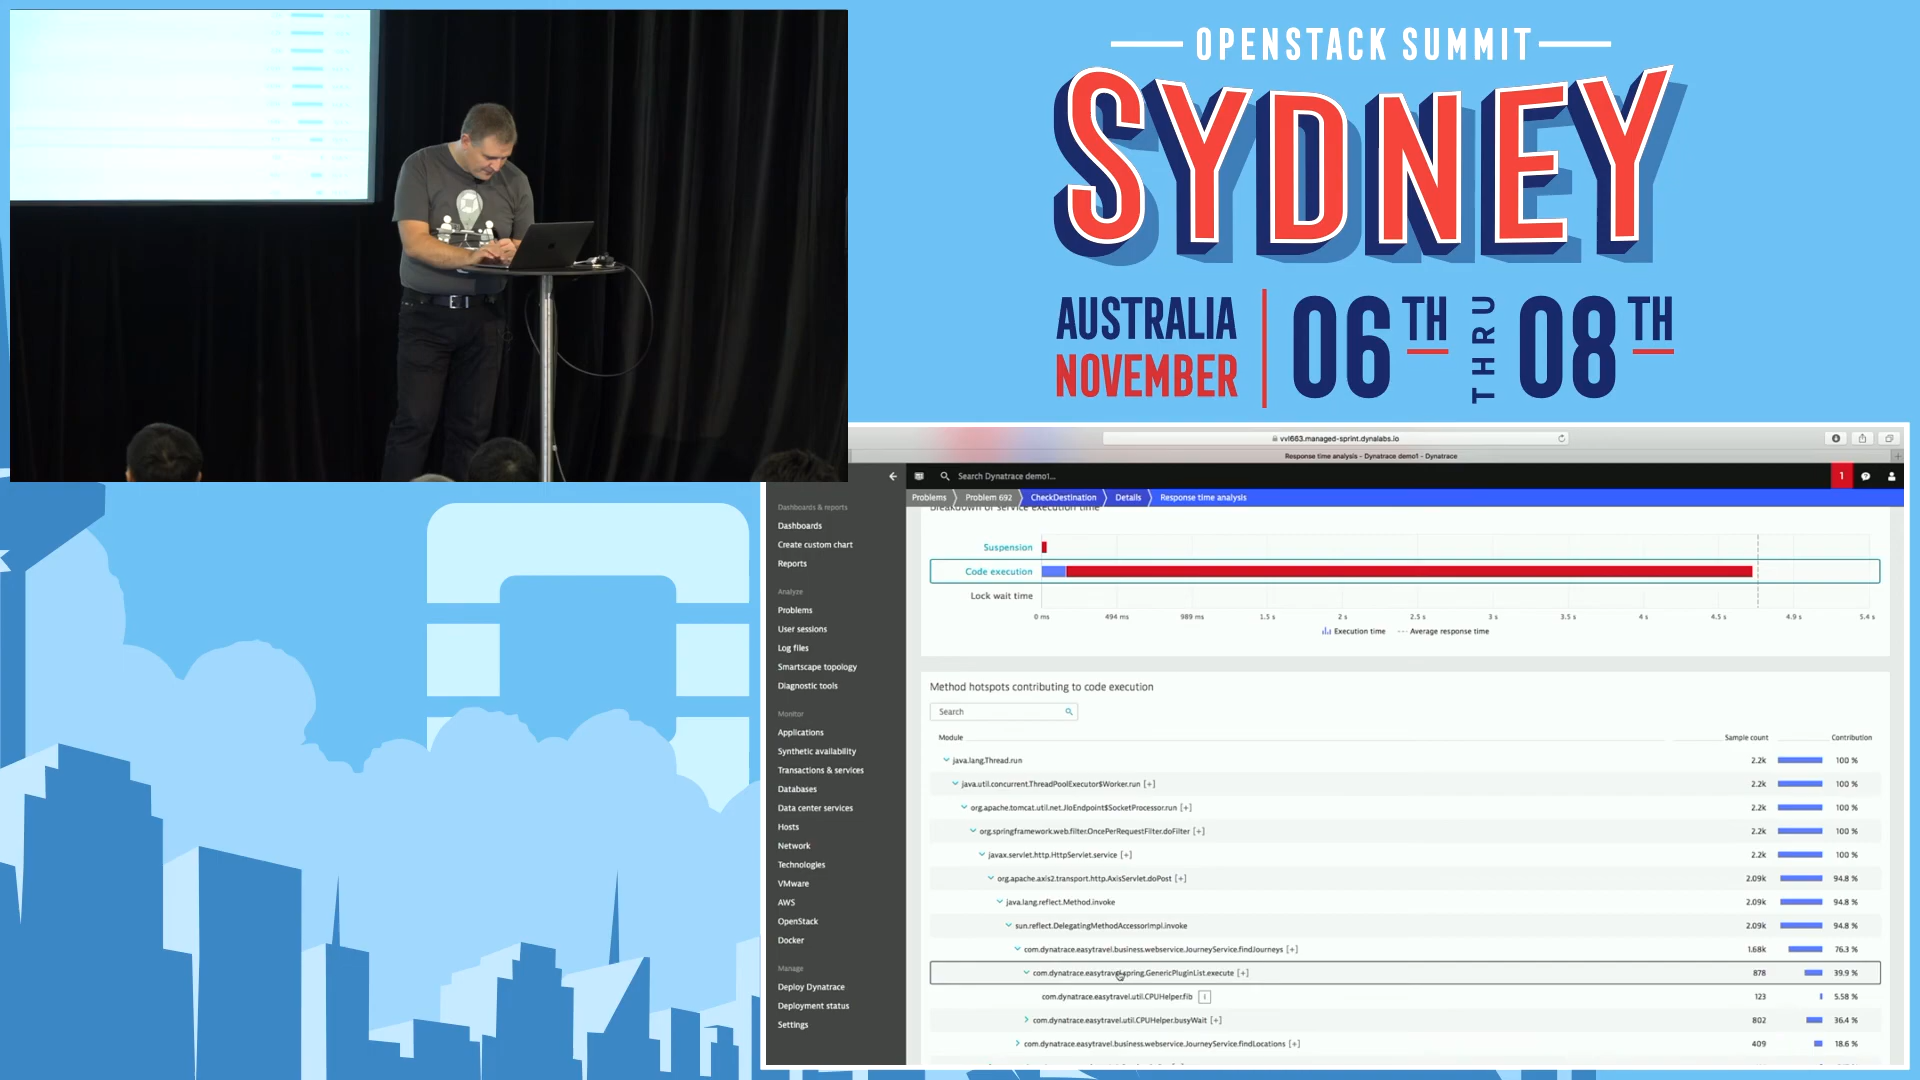 OPENSTACK SUMMIT
SYDNEY
AUSTRALIA
NOVEMBER
06TH THRU 08TH
vvl663.managed-sprint.dynalabs.io
Response time analysis - Dynatrace demo1 - Dynatrace
Search Dynatrace demo1...
1
Problems
Problem 692
CheckDestination
Details
Response time analysis
Dashboards & reports
Dashboards
Create custom chart
Reports
Analyze
Problems
User sessions
Log files
Smartscape topology
Diagnostic tools
Monitor
Applications
Synthetic availability
Transactions & services
Databases
Data center services
Hosts
Network
Technologies
VMware
AWS
OpenStack
Docker
Manage
Deploy Dynatrace
Deployment status
Settings
Breakdown of service execution time
Suspension
Code execution
Lock wait time
0 ms 494 ms 989 ms 1.5 s 2 s 2.5 s 3 s 3.5 s 4 s 4.5 s 4.9 s 5.4 s
Execution time Average response time
Method hotspots contributing to code execution
Search
Module Sample count Contribution
java.lang.Thread.run 2.2k 100 %
java.util.concurrent.ThreadPoolExecutor$Worker.run [+] 2.2k 100 %
org.apache.tomcat.util.net.JIoEndpoint$SocketProcessor.run [+] 2.2k 100 %
org.springframework.web.filter.OncePerRequestFilter.doFilter [+] 2.2k 100 %
javax.servlet.http.HttpServlet.service [+] 2.2k 100 %
org.apache.axis2.transport.http.AxisServlet.doPost [+] 2.09k 94.8 %
java.lang.reflect.Method.invoke 2.09k 94.8 %
sun.reflect.DelegatingMethodAccessorImpl.invoke 2.09k 94.8 %
com.dynatrace.easytravel.business.webservice.JourneyService.findJourneys [+] 1.68k 76.3 %
com.dynatrace.easytravel.spring.GenericPluginList.execute [+] 878 39.9 %
com.dynatrace.easytravel.util.CPUHelper.fib 123 5.58 %
com.dynatrace.easytravel.util.CPUHelper.busyWait [+] 802 36.4 %
com.dynatrace.easytravel.business.webservice.JourneyService.findLocations [+] 409 18.6 %